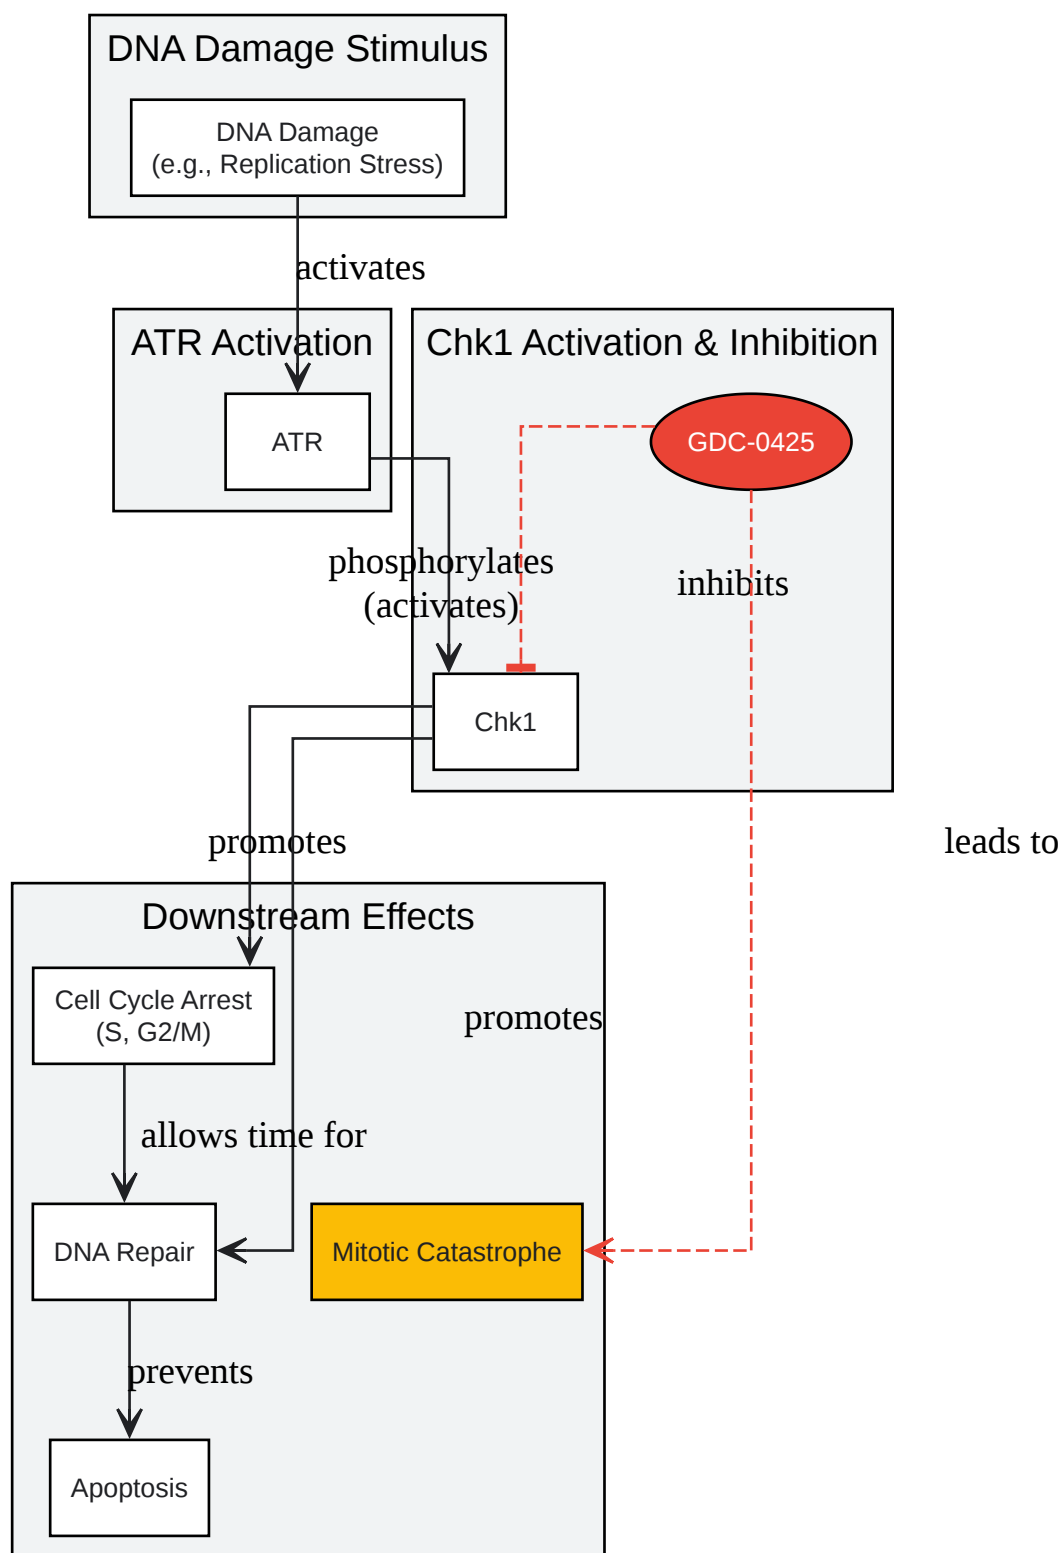 DNA Damage Stimulus
DNA Damage
(e.g., Replication Stress)
activates
ATR Activation
Chk1 Activation & Inhibition
ATR
GDC-0425
phosphorylates
(activates)
inhibits
Chk1
promotes
leads to
Downstream Effects
Cell Cycle Arrest
(S, G2/M)
promotes
allows time for
DNA Repair
Mitotic Catastrophe
prevents
Apoptosis